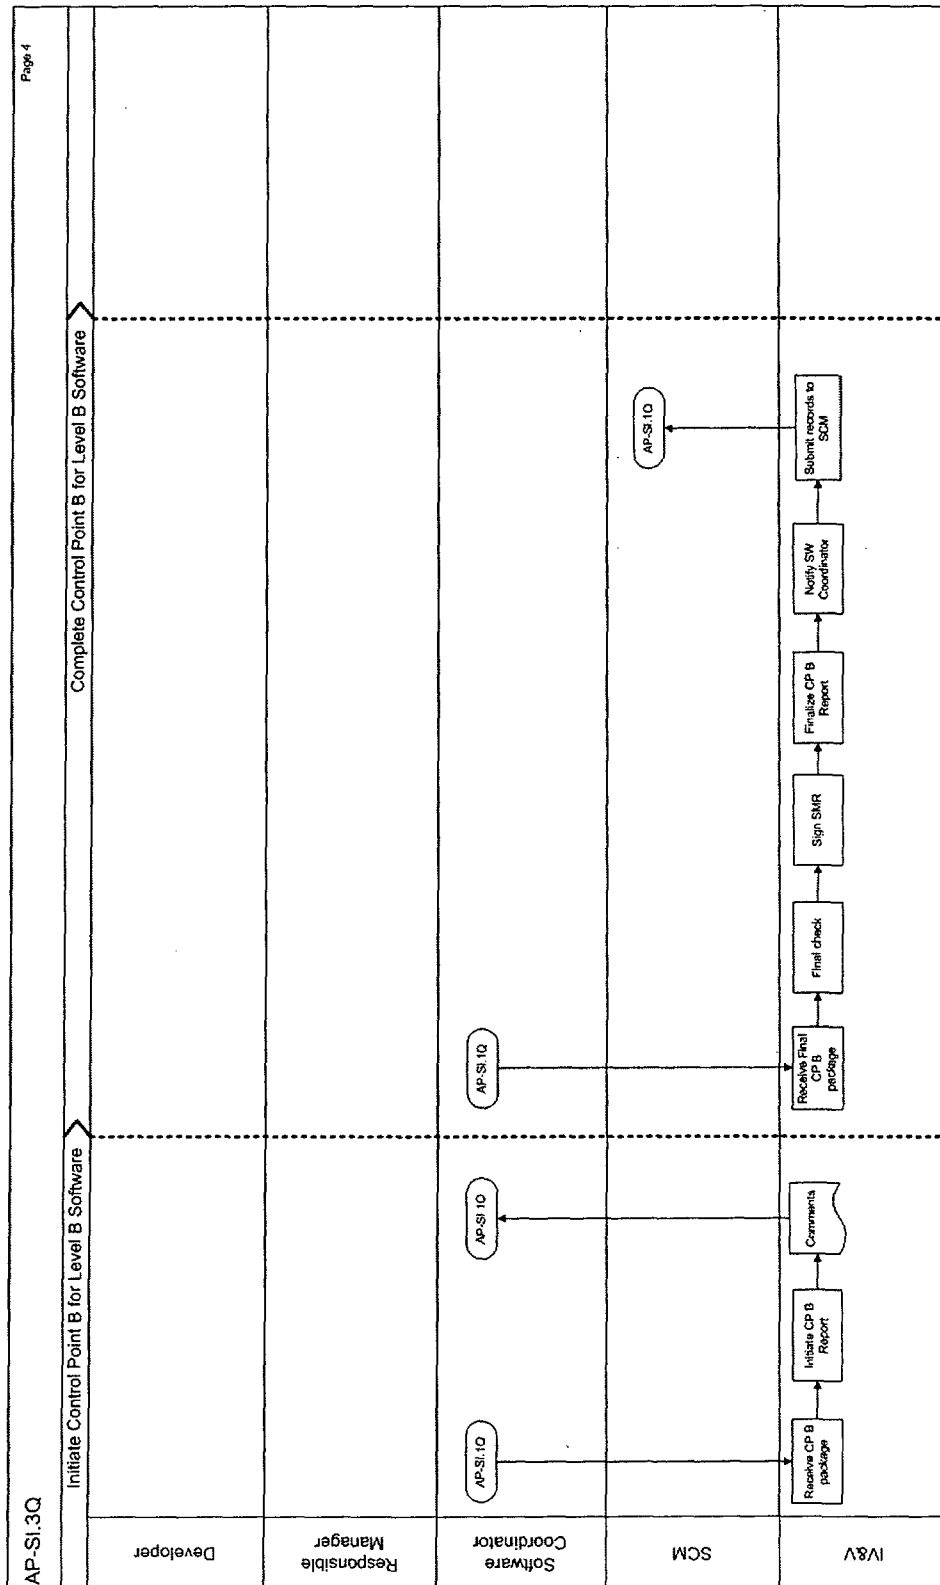 AP-SI.3Q
Page 4
Initiate Control Point B for Level B Software
Complete Control Point B for Level B Software
Developer
Responsible
Manager
Software
Coordinator
AP-SI.1Q
AP-SI.1Q
AP-SI.1Q
SCM
AP-SI.1Q
IV&V
Receive CP B
package
Initiate CP B
Report
Comments
Receive Final
CP B
package
Final check
Sign SMR
Finalize CP B
Report
Notify SW
Coordinator
Submit records to
SCM